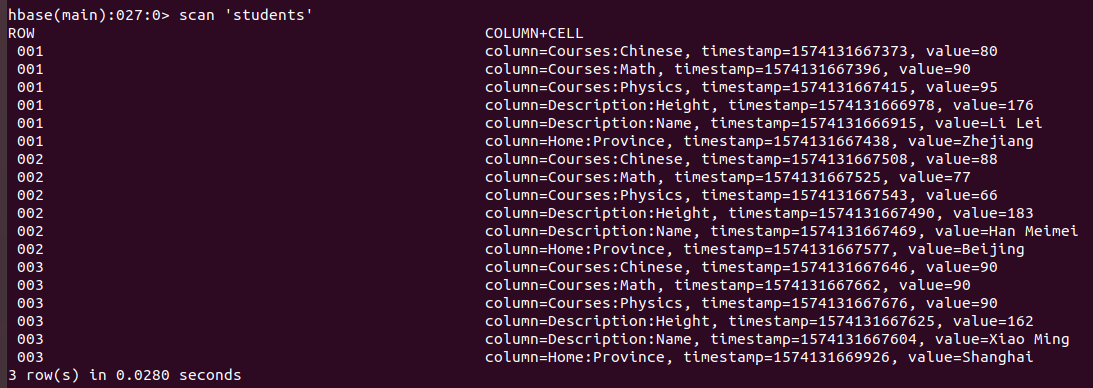 hbase(main):027:0> scan 'students'
ROW COLUMN+CELL
001 column=Courses:Chinese, timestamp=1574131667373, value=80
001 column=Courses:Math, timestamp=1574131667396, value=90
001 column=Courses:Physics, timestamp=1574131667415, value=95
001 column=Description:Height, timestamp=1574131666978, value=176
001 column=Description:Name, timestamp=1574131666915, value=Li Lei
001 column=Home:Province, timestamp=1574131667438, value=Zhejiang
002 column=Courses:Chinese, timestamp=1574131667508, value=88
002 column=Courses:Math, timestamp=1574131667525, value=77
002 column=Courses:Physics, timestamp=1574131667543, value=66
002 column=Description:Height, timestamp=1574131667490, value=183
002 column=Description:Name, timestamp=1574131667469, value=Han Meimei
002 column=Home:Province, timestamp=1574131667577, value=Beijing
003 column=Courses:Chinese, timestamp=1574131667646, value=90
003 column=Courses:Math, timestamp=1574131667662, value=90
003 column=Courses:Physics, timestamp=1574131667676, value=90
003 column=Description:Height, timestamp=1574131667625, value=162
003 column=Description:Name, timestamp=1574131667604, value=Xiao Ming
003 column=Home:Province, timestamp=1574131669926, value=Shanghai
3 row(s) in 0.0280 seconds